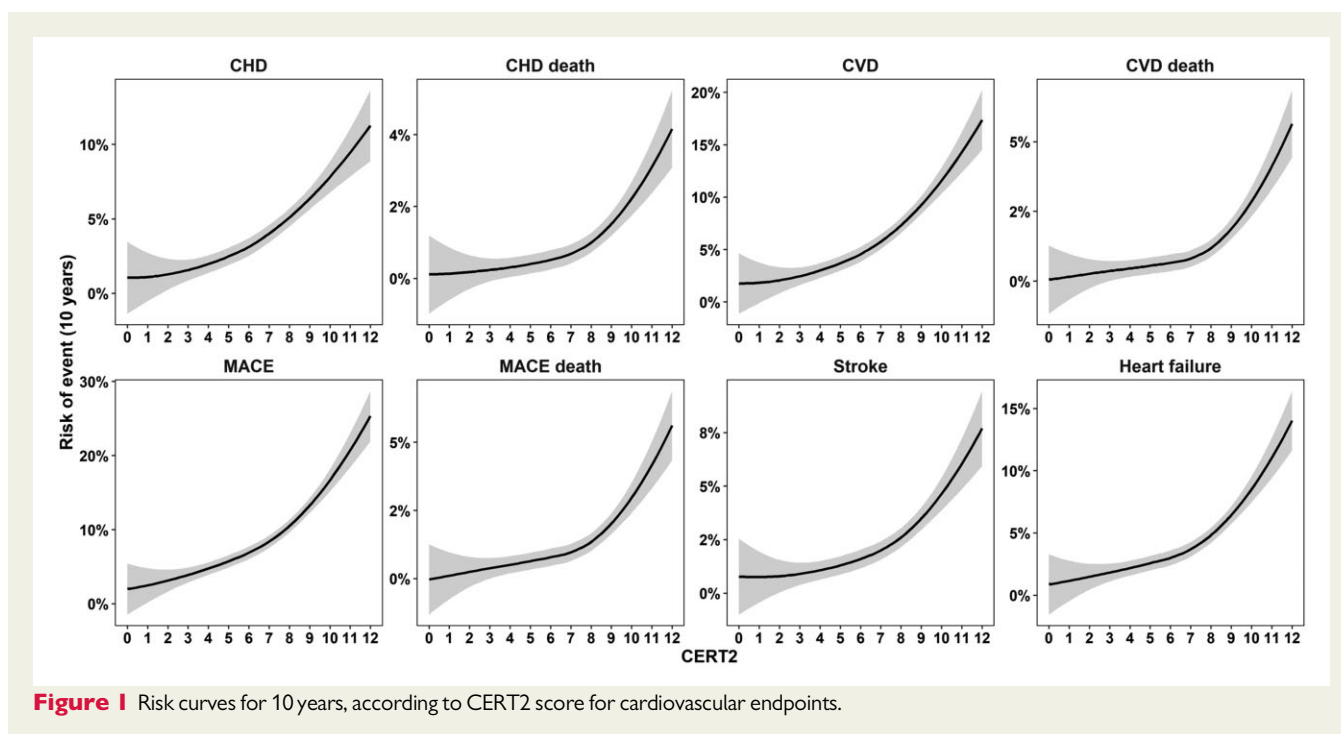 CHD
CHD death
CVD
CVD death
Risk of event (10 years)
10%
5%
0%
4%
2%
0%
20%
15%
10%
5%
0%
5%
2%
0%
0 1 2 3 4 5 6 7 8 9 10 11 12
0 1 2 3 4 5 6 7 8 9 10 11 12
0 1 2 3 4 5 6 7 8 9 10 11 12
0 1 2 3 4 5 6 7 8 9 10 11 12
MACE
MACE death
Stroke
Heart failure
30%
20%
10%
0%
5%
2%
0%
8%
5%
2%
0%
15%
10%
5%
0%
0 1 2 3 4 5 6 7 8 9 10 11 12
0 1 2 3 4 5 6 7 8 9 10 11 12
0 1 2 3 4 5 6 7 8 9 10 11 12
0 1 2 3 4 5 6 7 8 9 10 11 12
CERT2
Figure 1 Risk curves for 10 years, according to CERT2 score for cardiovascular endpoints.